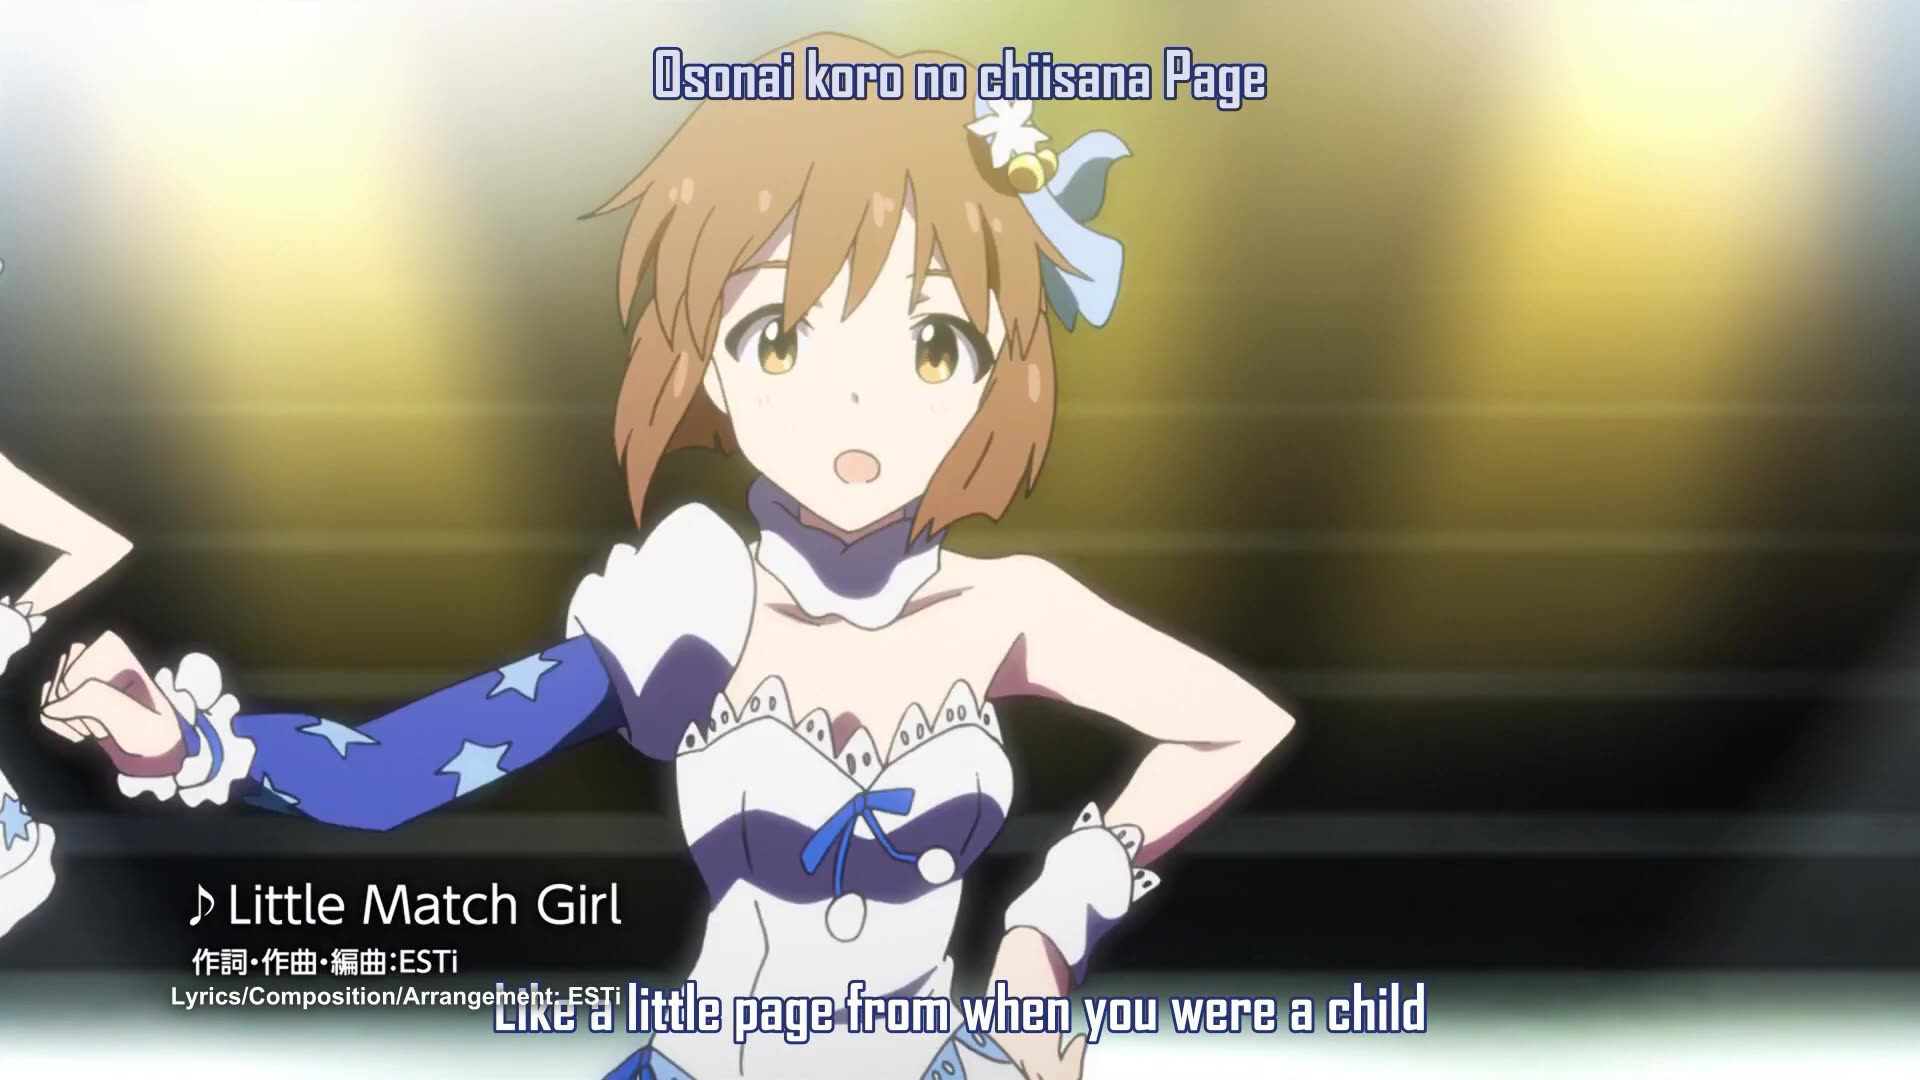 Osonai koro no chiisana Page
♪Little Match Girl
作詞・作曲・編曲:ESTi
Lyrics/Composition/Arrangement: ESTi
Like a little page from when you were a child